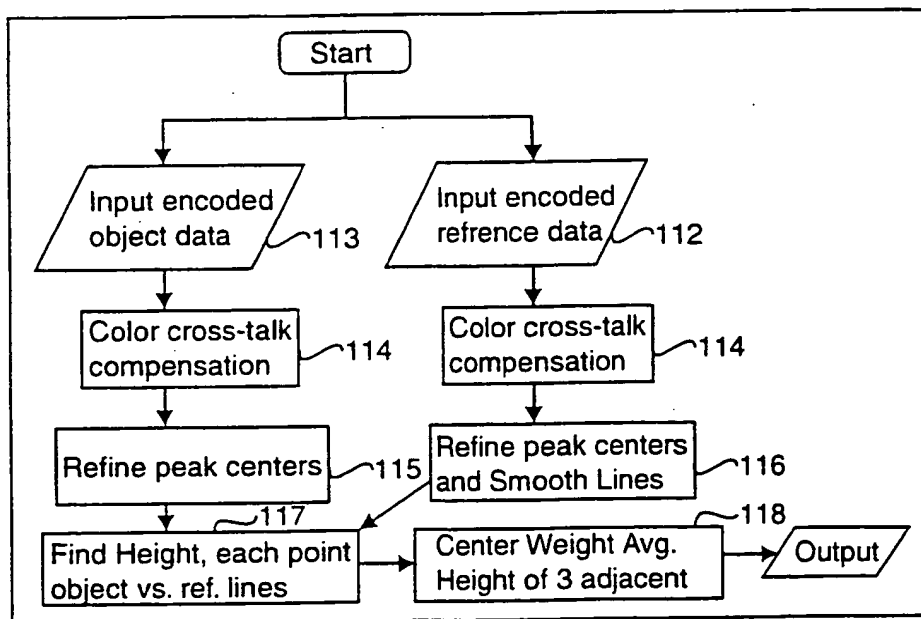 Start
Input encoded
object data
113
Input encoded
refrence data
112
Color cross-talk
compensation
114
Color cross-talk
compensation
114
Refine peak centers
115
Refine peak centers
and Smooth Lines
116
117
Find Height, each point
object vs. ref. lines
118
Center Weight Avg.
Height of 3 adjacent
Output